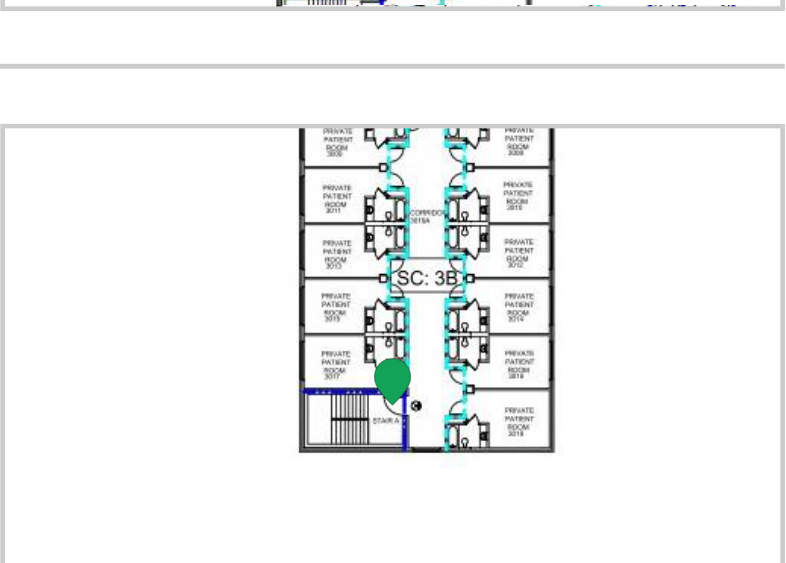 PRIVATE
PATIENT
ROOM
3009
PRIVATE
PATIENT
ROOM
PRIVATE
PATIENT
ROOM
3011
CORRIDOR
3019A
PRIVATE
PATIENT
ROOM
3010
PRIVATE
PATIENT
ROOM
3013
SC: 3B
PRIVATE
PATIENT
ROOM
3012
PRIVATE
PATIENT
ROOM
3015
PRIVATE
PATIENT
ROOM
3014
PRIVATE
PATIENT
ROOM
3017
PRIVATE
PATIENT
ROOM
3016
STAIR A
PRIVATE
PATIENT
ROOM
3018